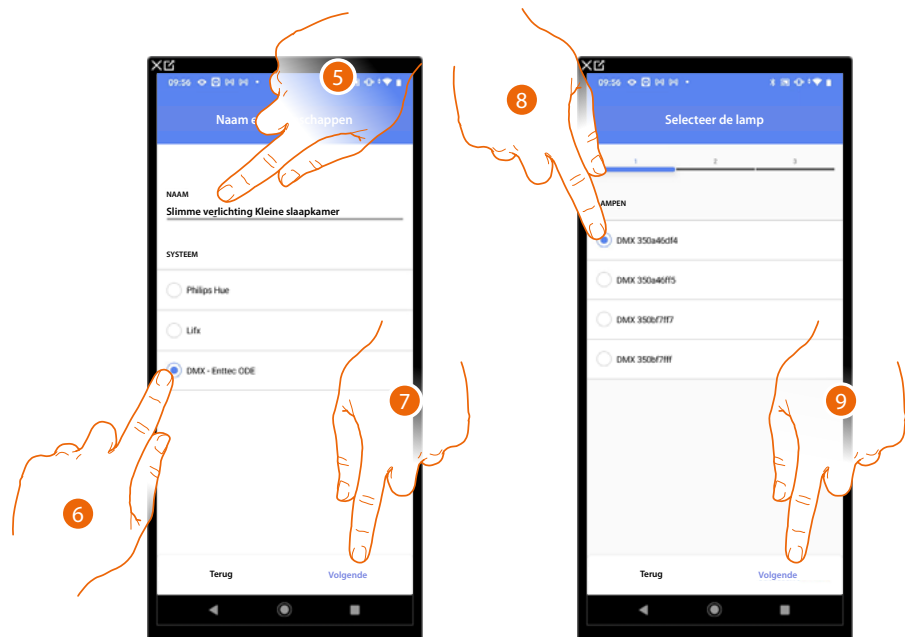 5
09:56
Naam e schappen
NAAM
Slimme verlichting Kleine slaapkamer
SYSTEEM
Philips Hue
Lifx
DMX - Enttec ODE
6
7
Terug
Volgende
8
09:56
Selecteer de lamp
1 2 3
AMPEN
DMX 350a46df4
DMX 350a46ff5
DMX 350bf7ff7
DMX 350bf7fff
9
Terug
Volgende